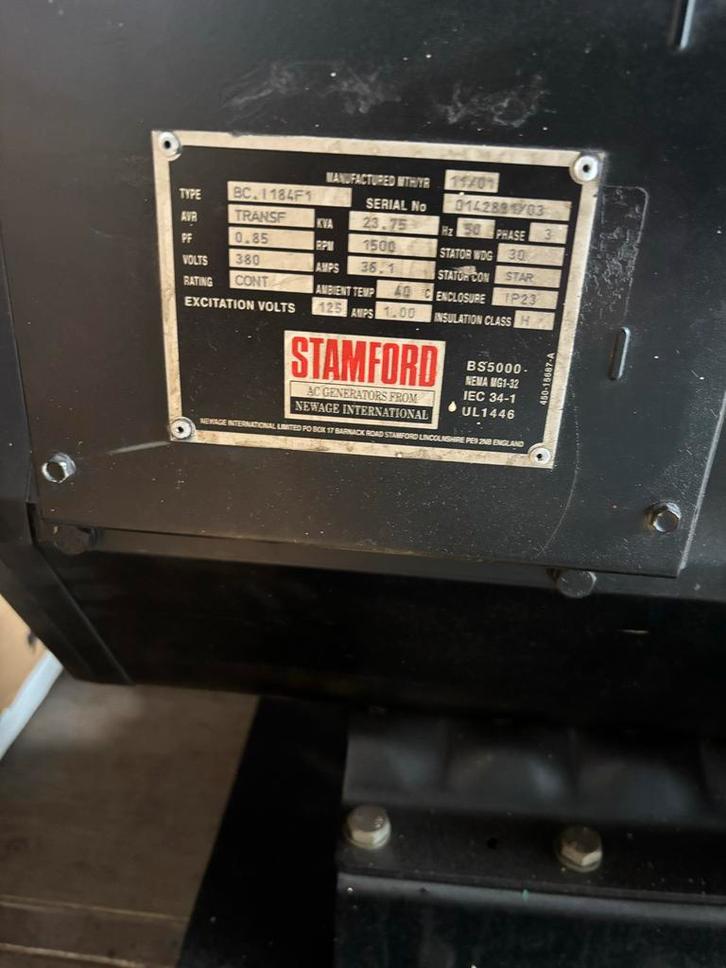 MANUFACTURED MTH/YR 11/01
TYPE BC.I184F1 SERIAL No
AVR TRANSF KVA 23.75 Hz 50 PHASE 3
PF 0.85 RPM 1500 STATOR WDG 30
VOLTS 380 AMPS 36.1 STATOR CON STAR
RATING CONT AMBIENT TEMP 40 C ENCLOSURE IP23
EXCITATION VOLTS 125 AMPS 1.00 INSULATION CLASS H
STAMFORD
AC GENERATORS FROM
NEWAGE INTERNATIONAL
BS5000
NEMA MG1-32
IEC 34-1
UL1446
450-16687-A
NEWAGE INTERNATIONAL LIMITED PO BOX 17 BARNACK ROAD STAMFORD LINCOLNSHIRE PE9 2NB ENGLAND